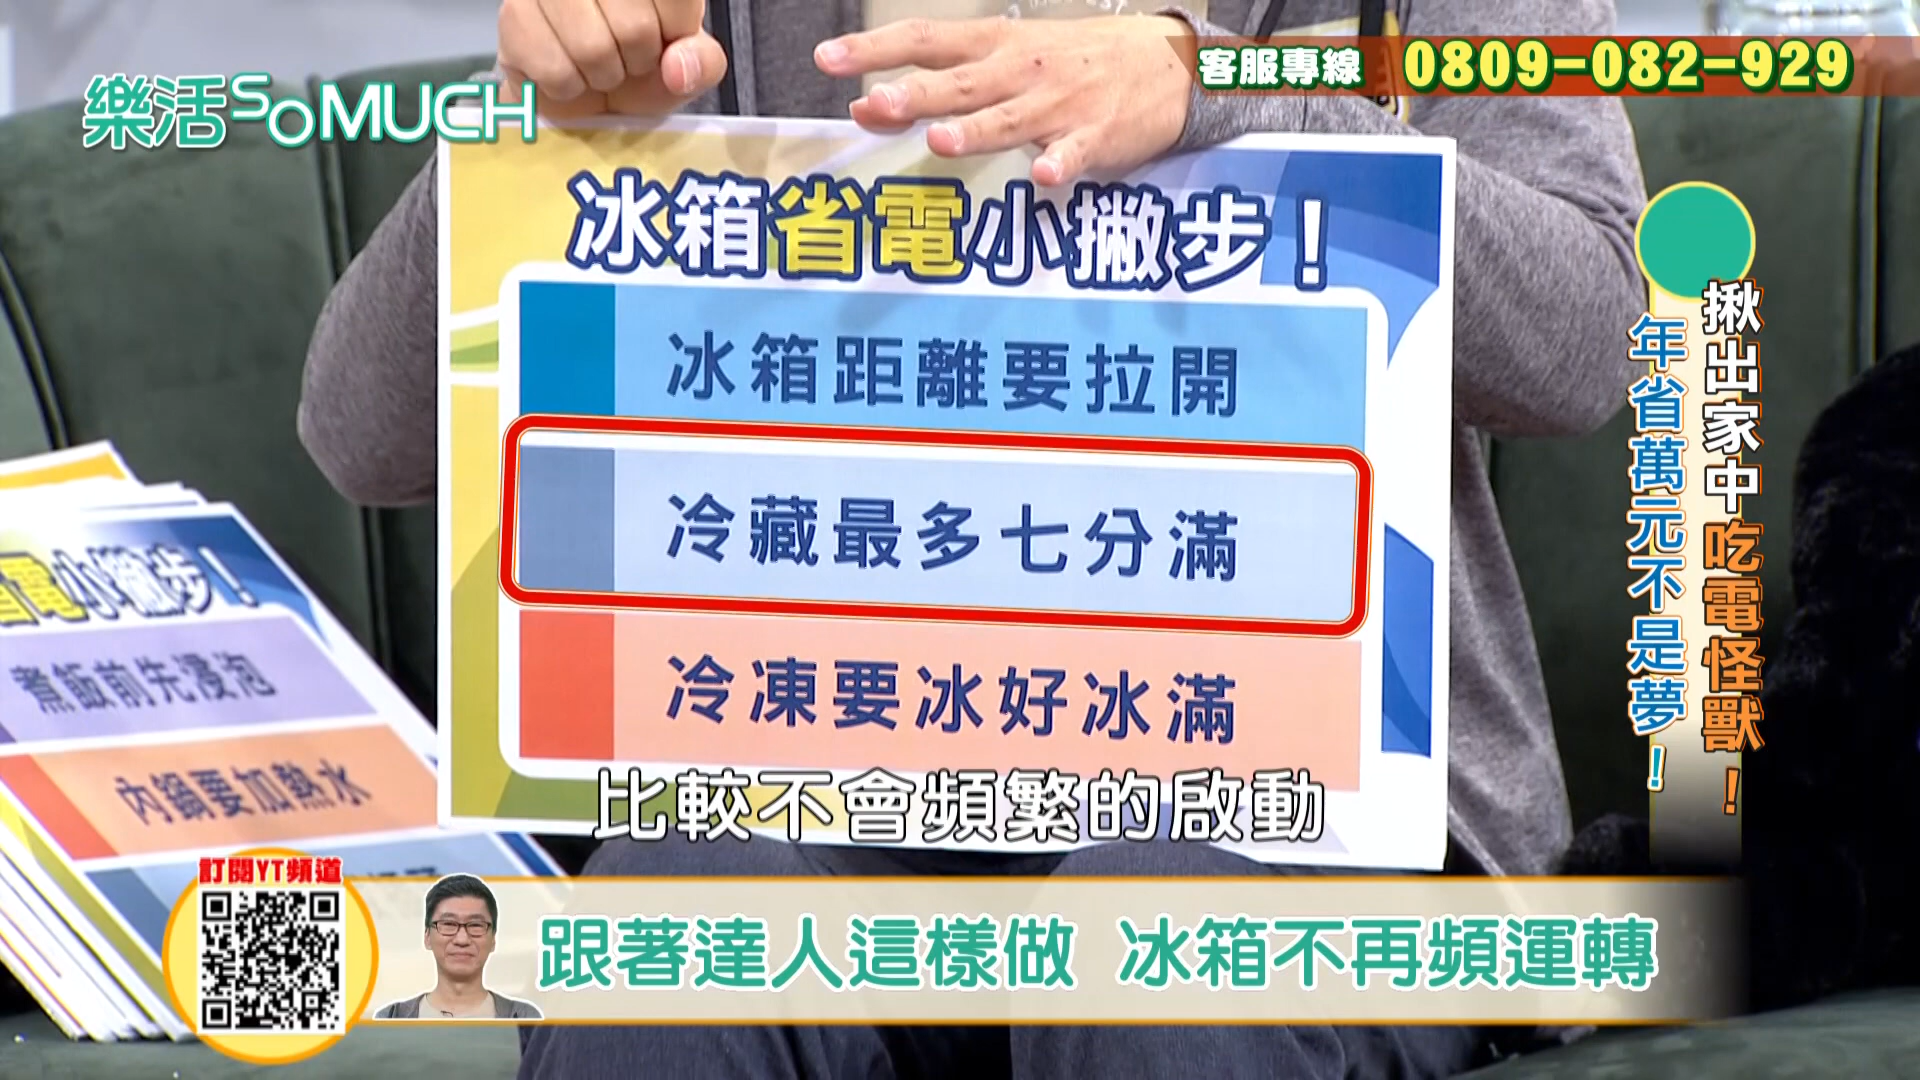 樂活SOMUCH
客服專線 0809-082-929
冰箱省電小撇步！
冰箱距離要拉開
冷藏最多七分滿
冷凍要冰好冰滿
揪出家中吃電怪獸！
年省萬元不是夢！
省電小撇步！
煮飯前先浸泡
內鍋要加熱水
比較不會頻繁的啟動
訂閱YT頻道
跟著達人這樣做 冰箱不再頻運轉